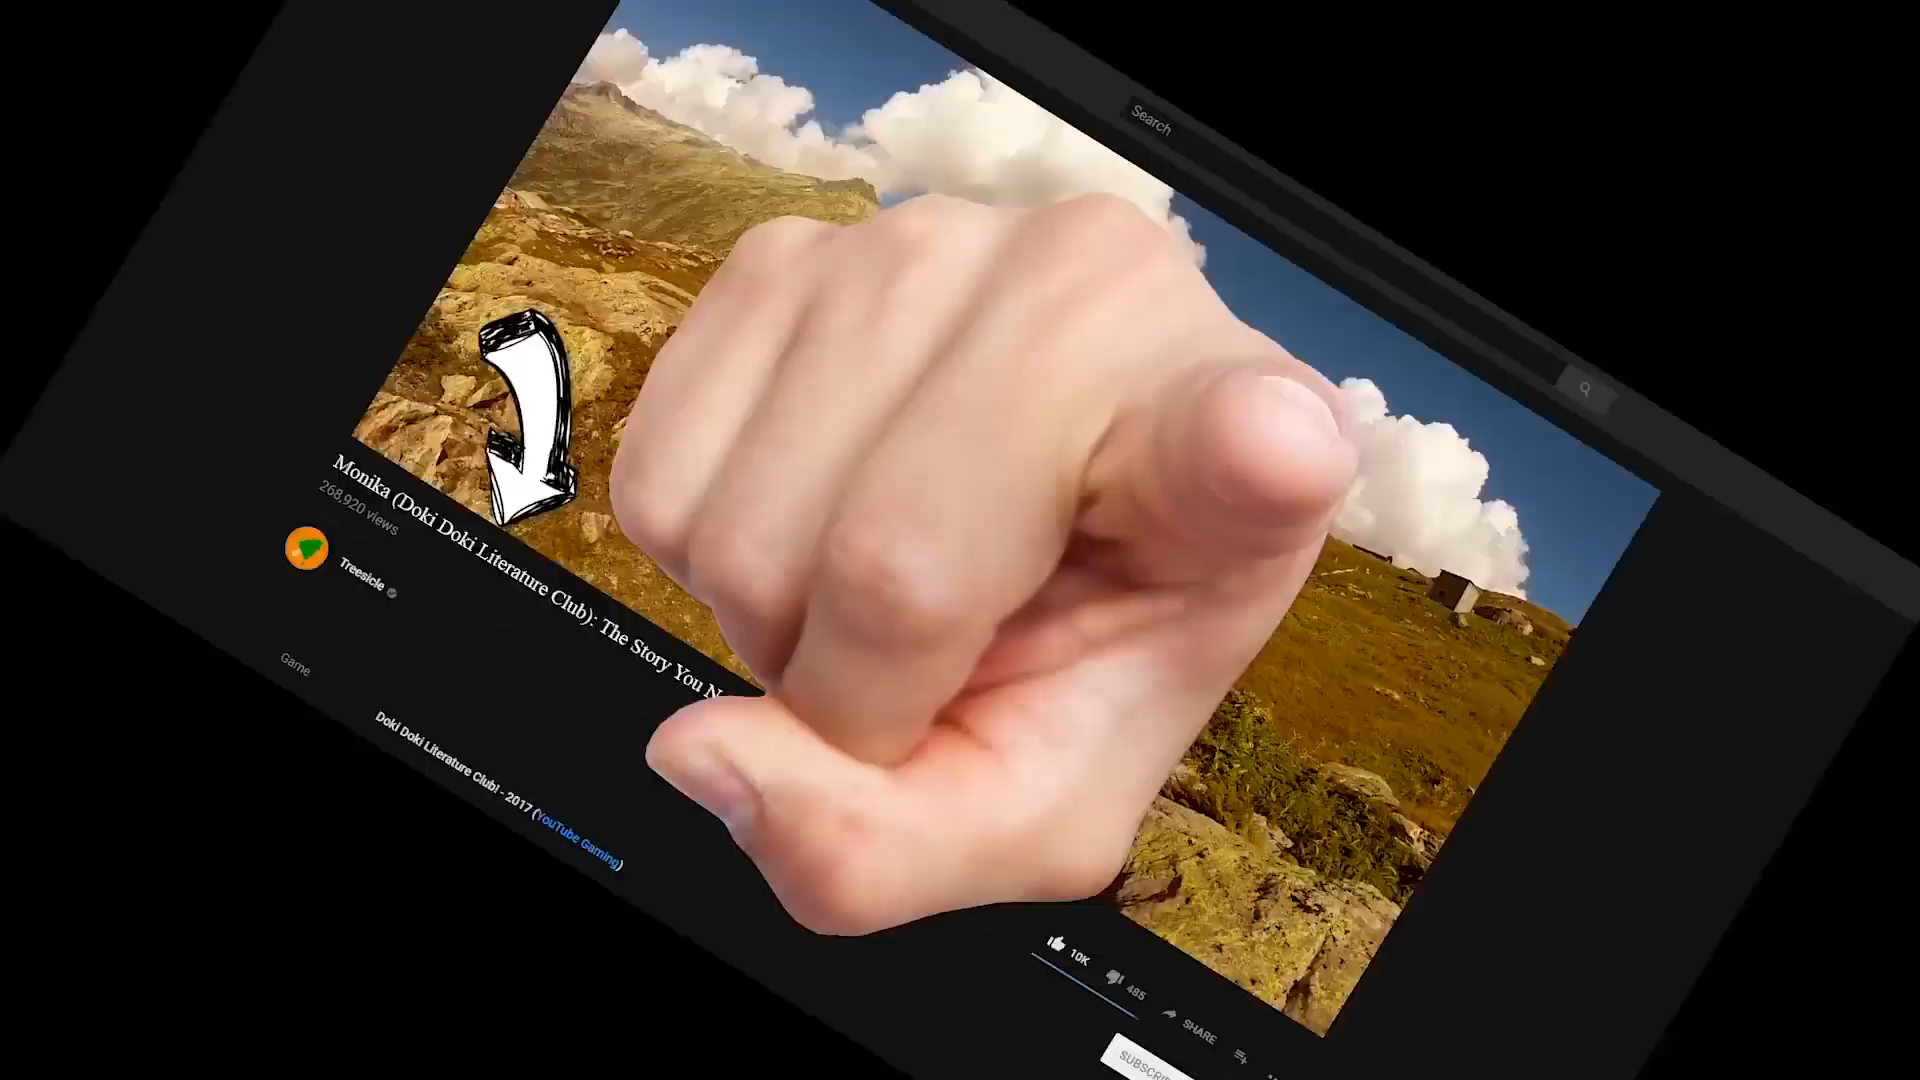 Search
Monika (Doki Doki Literature Club): The Story You N
268,920 views
Treesicle
Game
Doki Doki Literature Club! - 2017 (YouTube Gaming)
10K
485
SHARE
SUBSCRI